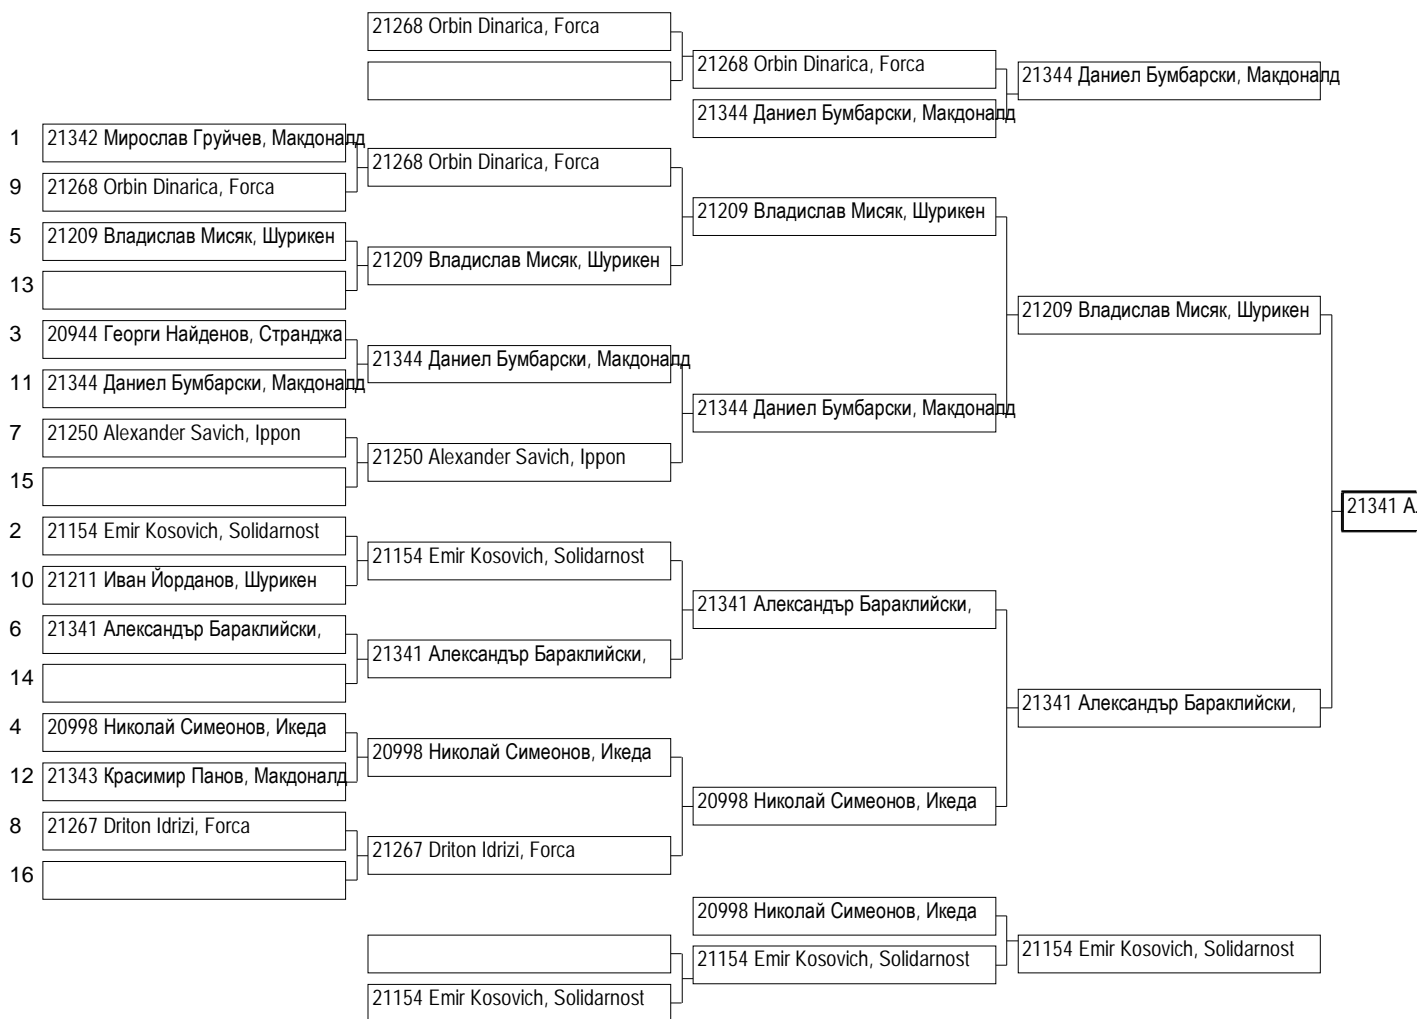 21268 Orbin Dinarica, Forca
21268 Orbin Dinarica, Forca
21344 Даниел Бумбарски, Макдоналд
21344 Даниел Бумбарски, Макдоналд
1 21342 Мирослав Груйчев, Макдоналд
21268 Orbin Dinarica, Forca
9 21268 Orbin Dinarica, Forca
21209 Владислав Мисяк, Шурикен
5 21209 Владислав Мисяк, Шурикен
21209 Владислав Мисяк, Шурикен
13
21209 Владислав Мисяк, Шурикен
3 20944 Георги Найденов, Странджа
21344 Даниел Бумбарски, Макдоналд
11 21344 Даниел Бумбарски, Макдоналд
21344 Даниел Бумбарски, Макдоналд
7 21250 Alexander Savich, Ippon
21250 Alexander Savich, Ippon
15
21341 А
2 21154 Emir Kosovich, Solidarnost
21154 Emir Kosovich, Solidarnost
10 21211 Иван Йорданов, Шурикен
21341 Александър Бараклийски,
6 21341 Александър Бараклийски,
21341 Александър Бараклийски,
14
21341 Александър Бараклийски,
4 20998 Николай Симеонов, Икеда
20998 Николай Симеонов, Икеда
12 21343 Красимир Панов, Макдоналд
20998 Николай Симеонов, Икеда
8 21267 Driton Idrizi, Forca
21267 Driton Idrizi, Forca
16
20998 Николай Симеонов, Икеда
21154 Emir Kosovich, Solidarnost
21154 Emir Kosovich, Solidarnost
21154 Emir Kosovich, Solidarnost